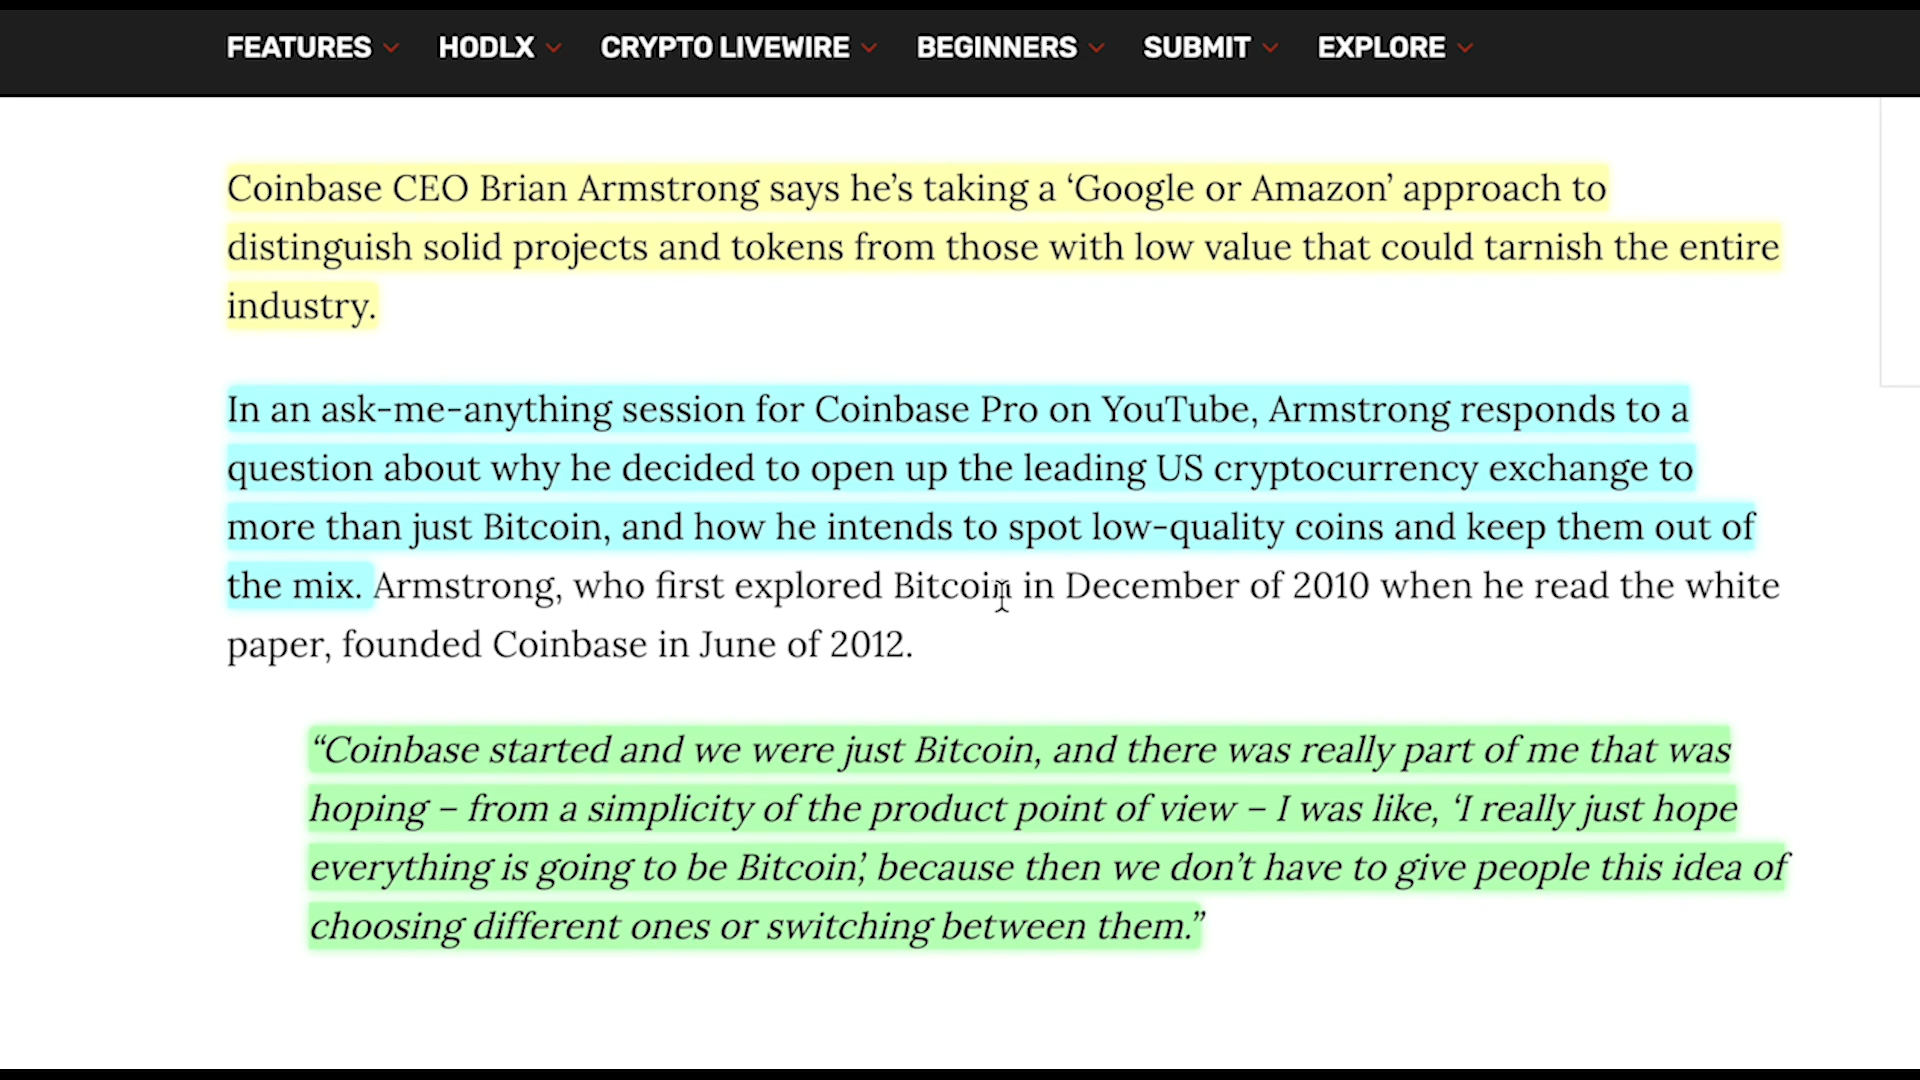 FEATURES HODLX CRYPTO LIVEWIRE BEGINNERS SUBMIT EXPLORE
Coinbase CEO Brian Armstrong says he’s taking a ‘Google or Amazon’ approach to
distinguish solid projects and tokens from those with low value that could tarnish the entire
industry.
In an ask-me-anything session for Coinbase Pro on YouTube, Armstrong responds to a
question about why he decided to open up the leading US cryptocurrency exchange to
more than just Bitcoin, and how he intends to spot low-quality coins and keep them out of
the mix. Armstrong, who first explored Bitcoin in December of 2010 when he read the white
paper, founded Coinbase in June of 2012.
“Coinbase started and we were just Bitcoin, and there was really part of me that was
hoping – from a simplicity of the product point of view – I was like, ‘I really just hope
everything is going to be Bitcoin’, because then we don’t have to give people this idea of
choosing different ones or switching between them.”